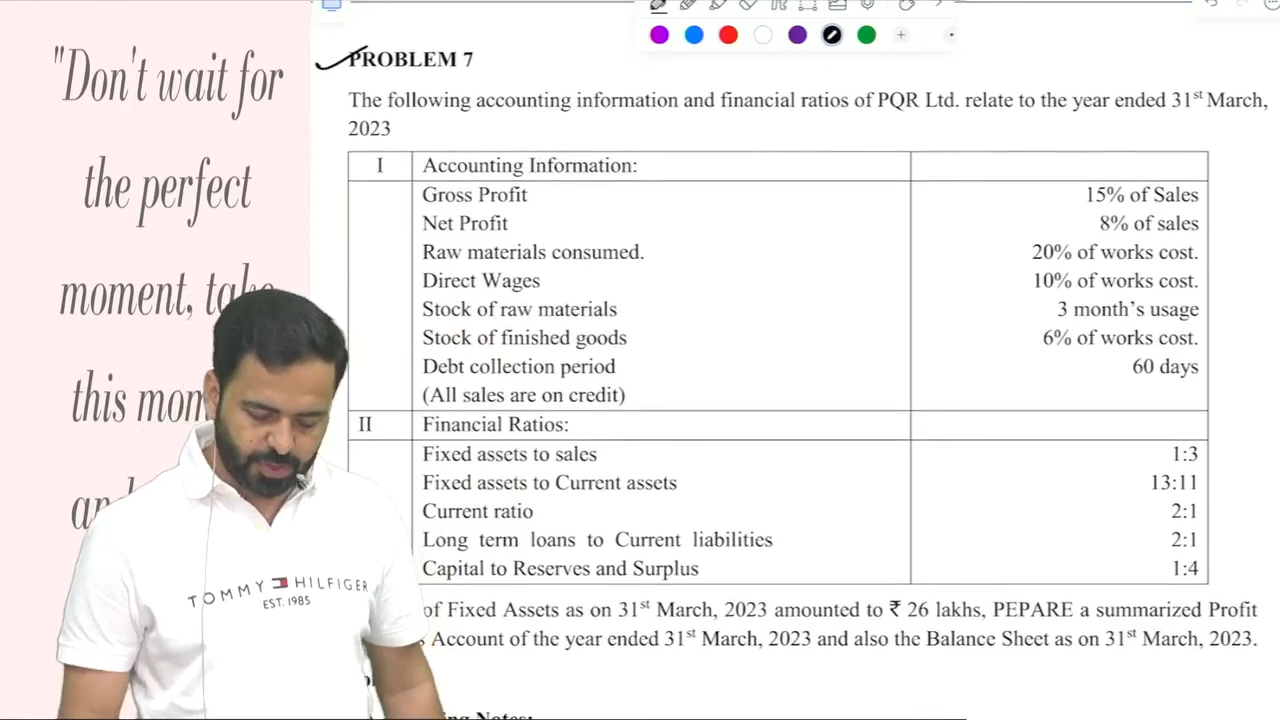 "Don't wait for
the perfect
moment, take
this mom
an
PROBLEM 7
The following accounting information and financial ratios of PQR Ltd. relate to the year ended 31st March,
2023
I Accounting Information:
Gross Profit 15% of Sales
Net Profit 8% of sales
Raw materials consumed. 20% of works cost.
Direct Wages 10% of works cost.
Stock of raw materials 3 month's usage
Stock of finished goods 6% of works cost.
Debt collection period 60 days
(All sales are on credit)
II Financial Ratios:
Fixed assets to sales 1:3
Fixed assets to Current assets 13:11
Current ratio 2:1
Long term loans to Current liabilities 2:1
Capital to Reserves and Surplus 1:4
of Fixed Assets as on 31st March, 2023 amounted to ₹ 26 lakhs, PEPARE a summarized Profit
Account of the year ended 31st March, 2023 and also the Balance Sheet as on 31st March, 2023.
ing Notes:
TOMMY HILFIGER
EST. 1985